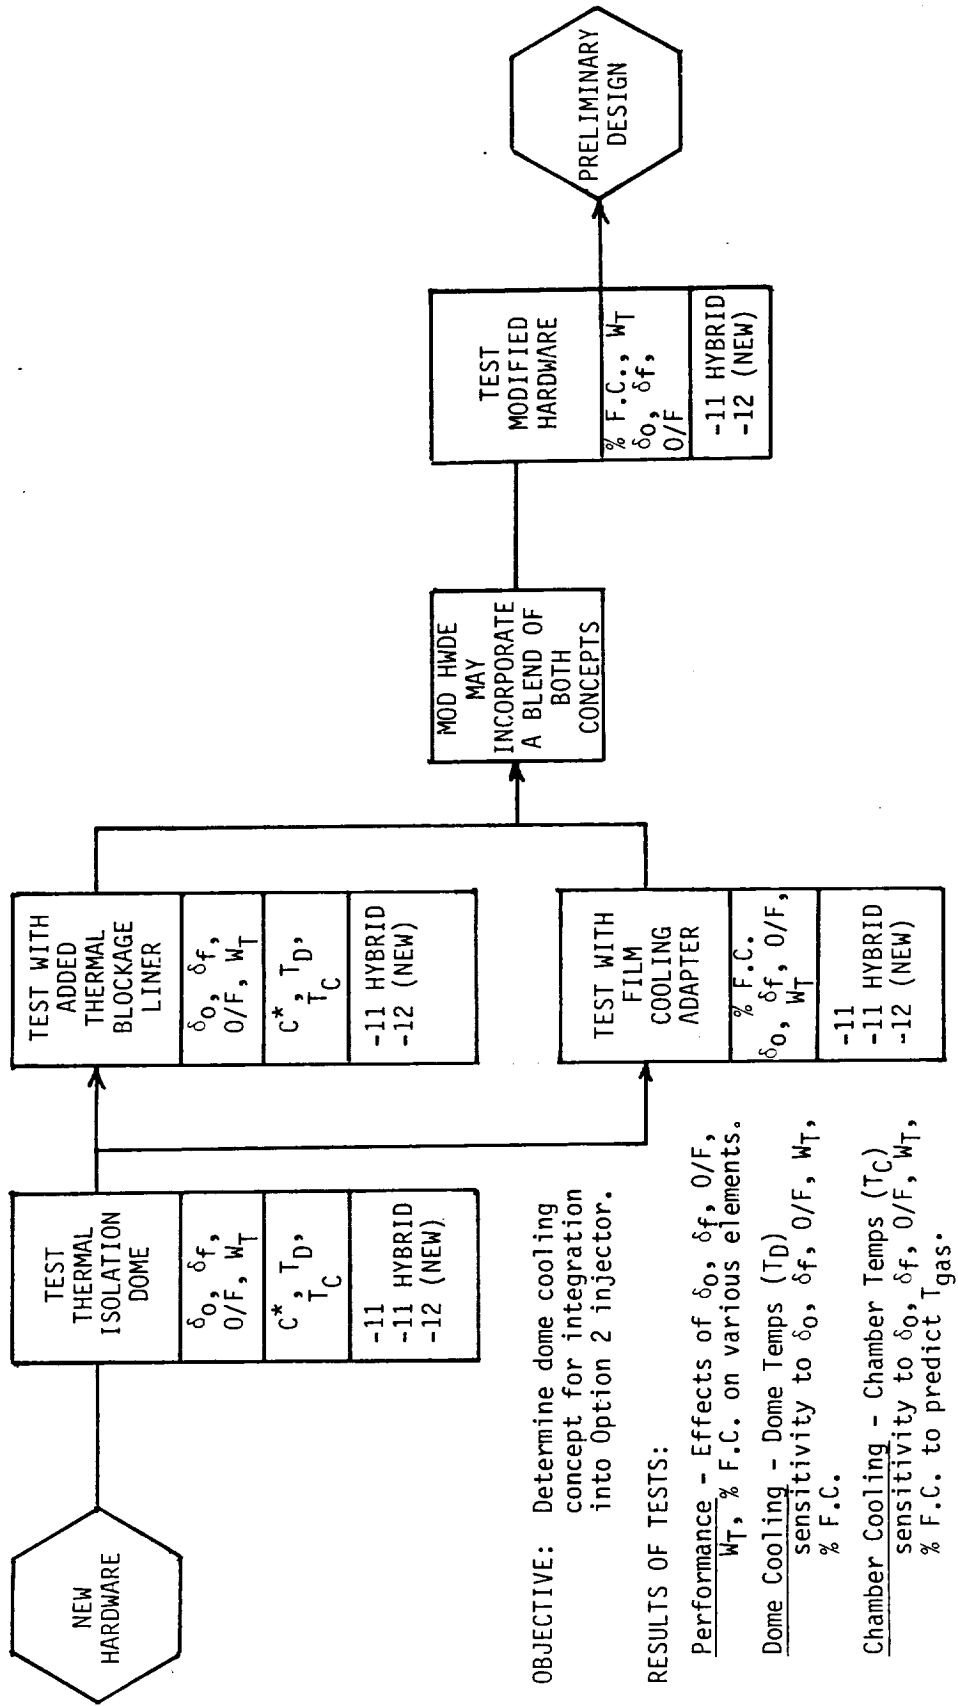 NEW
HARDWARE
TEST
THERMAL
ISOLATION
DOME
δo, δf,
O/F, WT
C*, TD,
TC
-11
-11 HYBRID
-12 (NEW)
TEST WITH
ADDED
THERMAL
BLOCKAGE
LINER
δo, δf,
O/F, WT
C*, TD,
TC
-11 HYBRID
-12 (NEW)
TEST WITH
FILM
COOLING
ADAPTER
% F.C.
δo, δf, O/F,
WT
-11
-11 HYBRID
-12 (NEW)
MOD HWDE
MAY
INCORPORATE
A BLEND OF
BOTH
CONCEPTS
TEST
MODIFIED
HARDWARE
% F.C., WT
δo, δf,
O/F
-11 HYBRID
-12 (NEW)
PRELIMINARY
DESIGN
OBJECTIVE: Determine dome cooling
concept for integration
into Option 2 injector.
RESULTS OF TESTS:
Performance - Effects of δo, δf, O/F,
WT, % F.C. on various elements.
Dome Cooling - Dome Temps (TD)
sensitivity to δo, δf, O/F, WT,
% F.C.
Chamber Cooling - Chamber Temps (TC)
sensitivity to δo, δf, O/F, WT,
% F.C. to predict Tgas.